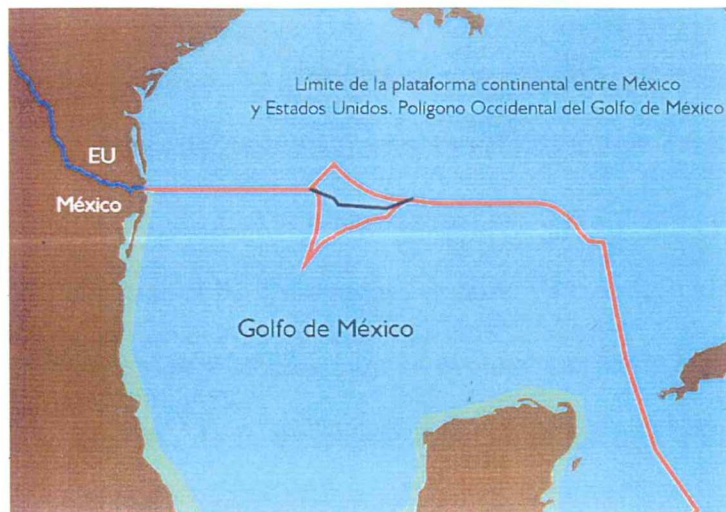 Límite de la plataforma continental entre México
y Estados Unidos. Polígono Occidental del Golfo de México
EU
México
Golfo de México